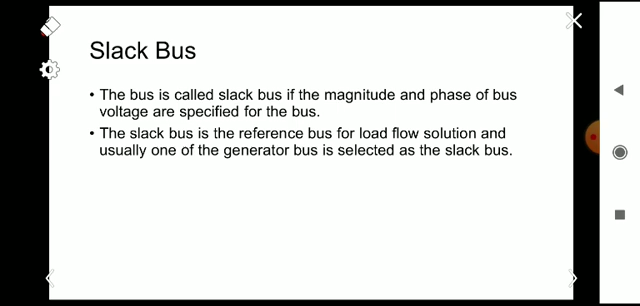 Slack Bus
• The bus is called slack bus if the magnitude and phase of bus
voltage are specified for the bus.
• The slack bus is the reference bus for load flow solution and
usually one of the generator bus is selected as the slack bus.